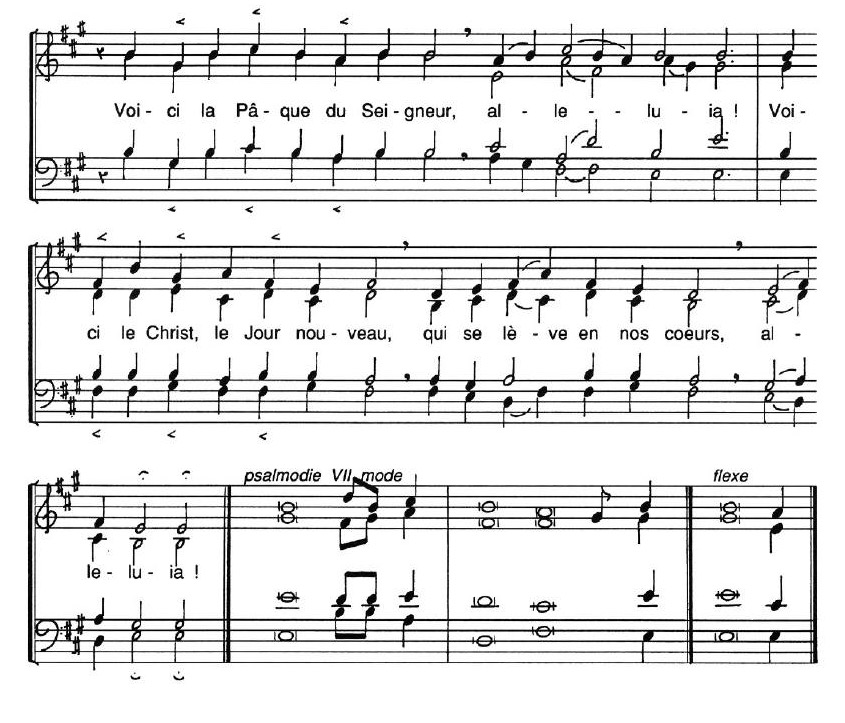 Voi - ci la Pâ - que du Sei - gneur, al - le - - lu - ia ! Voi -
ci le Christ, le Jour nou - veau, qui se lè - ve en nos coeurs, al -
psalmodie VII mode flexe
le - lu - ia !